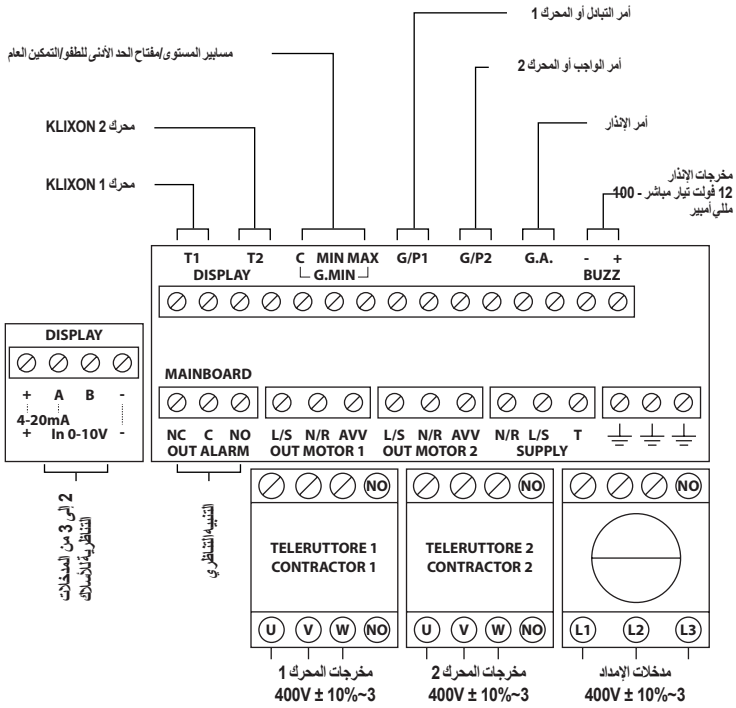 أمر التبادل أو المحرك 1
مسابير المستوى/مفتاح الحد الأدنى للطفو/التمكين العام
أمر الواجب أو المحرك 2
محرك KLIXON 2
أمر الإنذار
مخرجات الإنذار
12 فولت تيار مباشر - 100
مللي أمبير
محرك KLIXON 1
T1 T2 C MIN MAX G/P1 G/P2 G.A. - +
DISPLAY G.MIN BUZZ
DISPLAY
+ A B -
4-20mA
+ In 0-10V -
MAINBOARD
NC C NO L/S N/R AVV L/S N/R AVV N/R L/S T
OUT ALARM OUT MOTOR 1 OUT MOTOR 2 SUPPLY
2 إلى 3 من المدخلات
التناظرية للأسلاك
التنبيه التناظري
NO NO NO
TELERUTTORE 1
CONTRACTOR 1
TELERUTTORE 2
CONTRACTOR 2
U V W NO U V W NO L1 L2 L3
مخرجات المحرك 1
400V ± 10%~3
مخرجات المحرك 2
400V ± 10%~3
مدخلات الإمداد
400V ± 10%~3